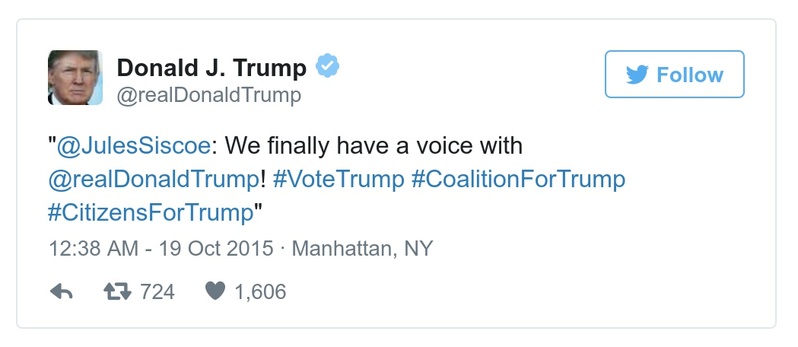 Donald J. Trump
@realDonaldTrump
Follow
"@JulesSiscoe: We finally have a voice with
@realDonaldTrump! #VoteTrump #CoalitionForTrump
#CitizensForTrump"
12:38 AM - 19 Oct 2015 · Manhattan, NY
724 1,606